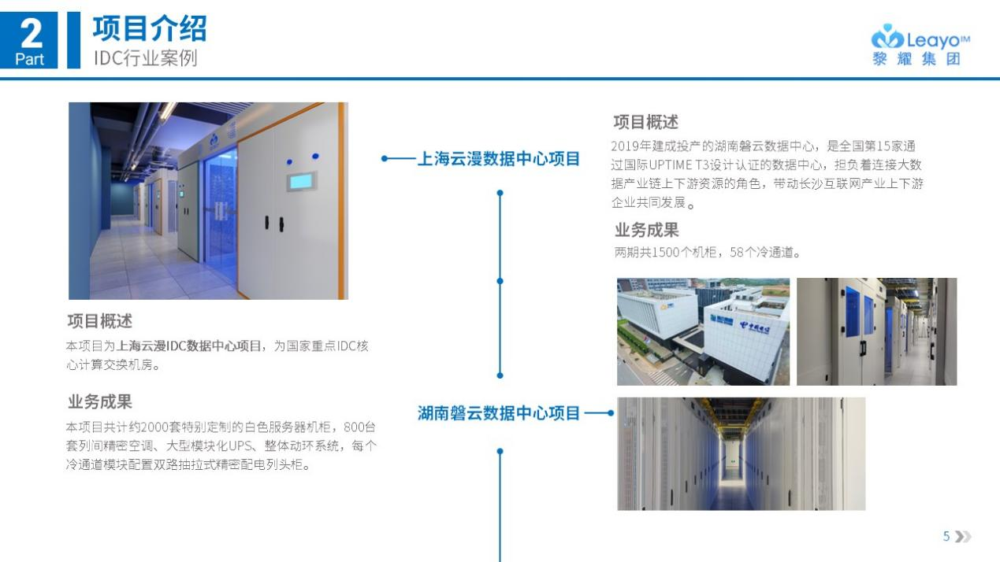 2
Part
项目介绍
IDC行业案例
Leayo™
黎耀集团
上海云漫数据中心项目
项目概述
本项目为上海云漫IDC数据中心项目，为国家重点IDC核
心计算交换机房。
业务成果
本项目共计约2000套特别定制的白色服务器机柜，800台
套列间精密空调、大型模块化UPS、整体动环系统，每个
冷通道模块配置双路抽拉式精密配电列头柜。
湖南磐云数据中心项目
项目概述
2019年建成投产的湖南磐云数据中心，是全国第15家通
过国际UPTIME T3设计认证的数据中心，担负着连接大数
据产业链上下游资源的角色，带动长沙互联网产业上下游
企业共同发展。
业务成果
两期共1500个机柜，58个冷通道。
中国电信
5